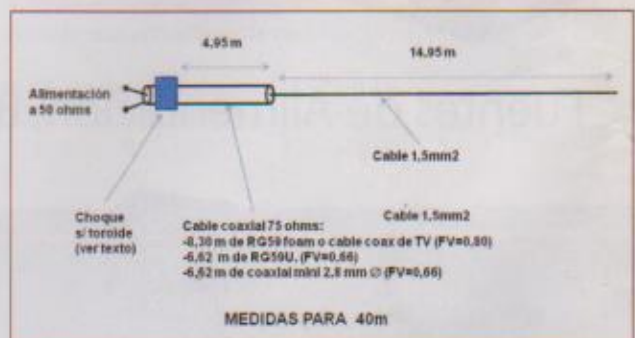 4,95 m
14,95 m
Alimentación
a 50 ohms
Cable 1,5mm2
Choque
s/ toroide
(ver texto)
Cable 1,5mm2
Cable coaxial 75 ohms:
-8,30 m de RG59 foam o cable coax de TV (FV=0,80)
-6,62 m de RG59U. (FV=0,66)
-6,62 m de coaxial mini 2,8 mm ∅ (FV=0,66)
MEDIDAS PARA 40m